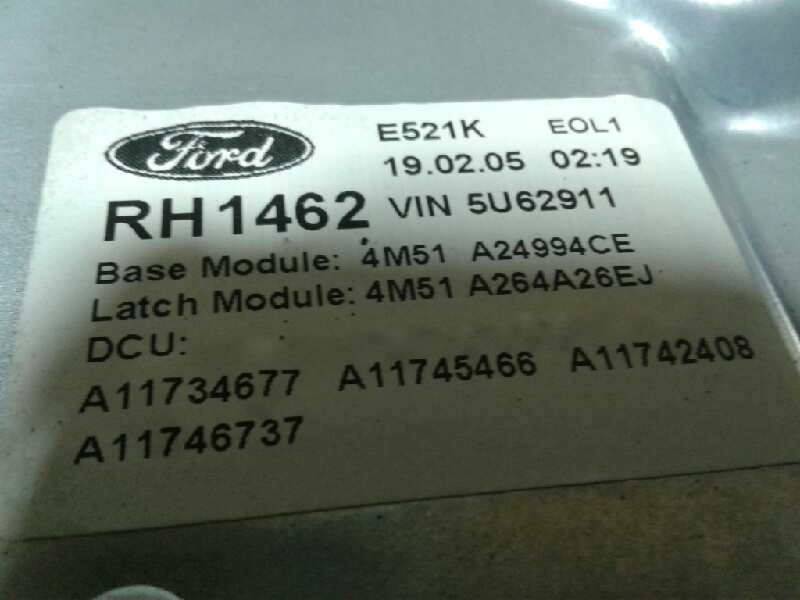 Ford E521K EOL1
19.02.05 02:19
RH1462 VIN 5U62911
Base Module: 4M51 A24994CE
Latch Module: 4M51 A264A26EJ
DCU:
A11734677 A11745466 A11742408
A11746737